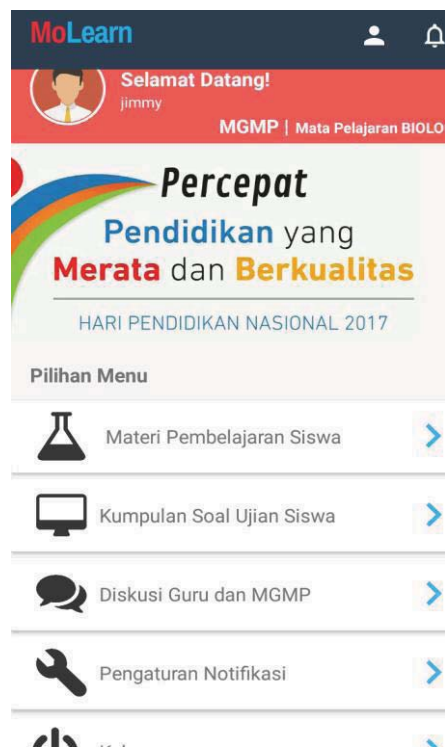 MoLearn
Selamat Datang!
jimmy
MGMP | Mata Pelajaran BIOLO
Percepat
Pendidikan yang
Merata dan Berkualitas
HARI PENDIDIKAN NASIONAL 2017
Pilihan Menu
Materi Pembelajaran Siswa
Kumpulan Soal Ujian Siswa
Diskusi Guru dan MGMP
Pengaturan Notifikasi